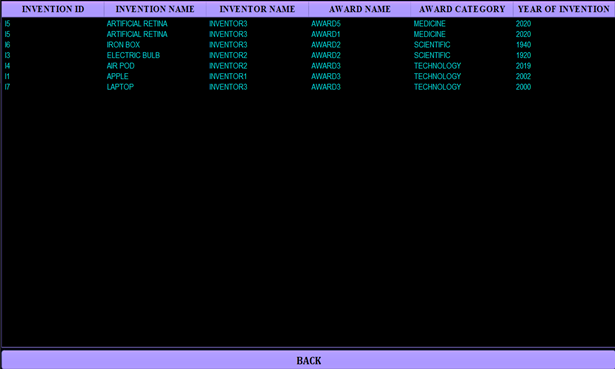 INVENTION ID INVENTION NAME INVENTOR NAME AWARD NAME AWARD CATEGORY YEAR OF INVENTION
I5 ARTIFICIAL RETINA INVENTOR3 AWARD5 MEDICINE 2020
I5 ARTIFICIAL RETINA INVENTOR3 AWARD1 MEDICINE 2020
I6 IRON BOX INVENTOR3 AWARD2 SCIENTIFIC 1940
I3 ELECTRIC BULB INVENTOR2 AWARD2 SCIENTIFIC 1920
I4 AIR POD INVENTOR2 AWARD3 TECHNOLOGY 2019
I1 APPLE INVENTOR1 AWARD3 TECHNOLOGY 2002
I7 LAPTOP INVENTOR3 AWARD3 TECHNOLOGY 2000
BACK